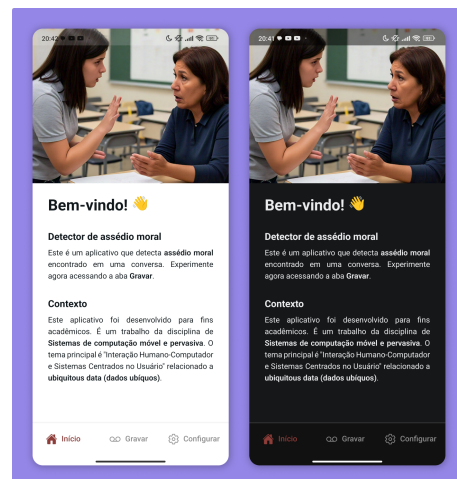 20:42
Bem-vindo! 👋
Detector de assédio moral
Este é um aplicativo que detecta assédio moral
encontrado em uma conversa. Experimente
agora acessando a aba Gravar.
Contexto
Este aplicativo foi desenvolvido para fins
acadêmicos. É um trabalho da disciplina de
Sistemas de computação móvel e pervasiva. O
tema principal é "Interação Humano-Computador
e Sistemas Centrados no Usuário" relacionado a
ubiquitous data (dados ubíquos).
Início Gravar Configurar
20:41
Bem-vindo! 👋
Detector de assédio moral
Este é um aplicativo que detecta assédio moral
encontrado em uma conversa. Experimente
agora acessando a aba Gravar.
Contexto
Este aplicativo foi desenvolvido para fins
acadêmicos. É um trabalho da disciplina de
Sistemas de computação móvel e pervasiva. O
tema principal é "Interação Humano-Computador
e Sistemas Centrados no Usuário" relacionado a
ubiquitous data (dados ubíquos).
Início Gravar Configurar